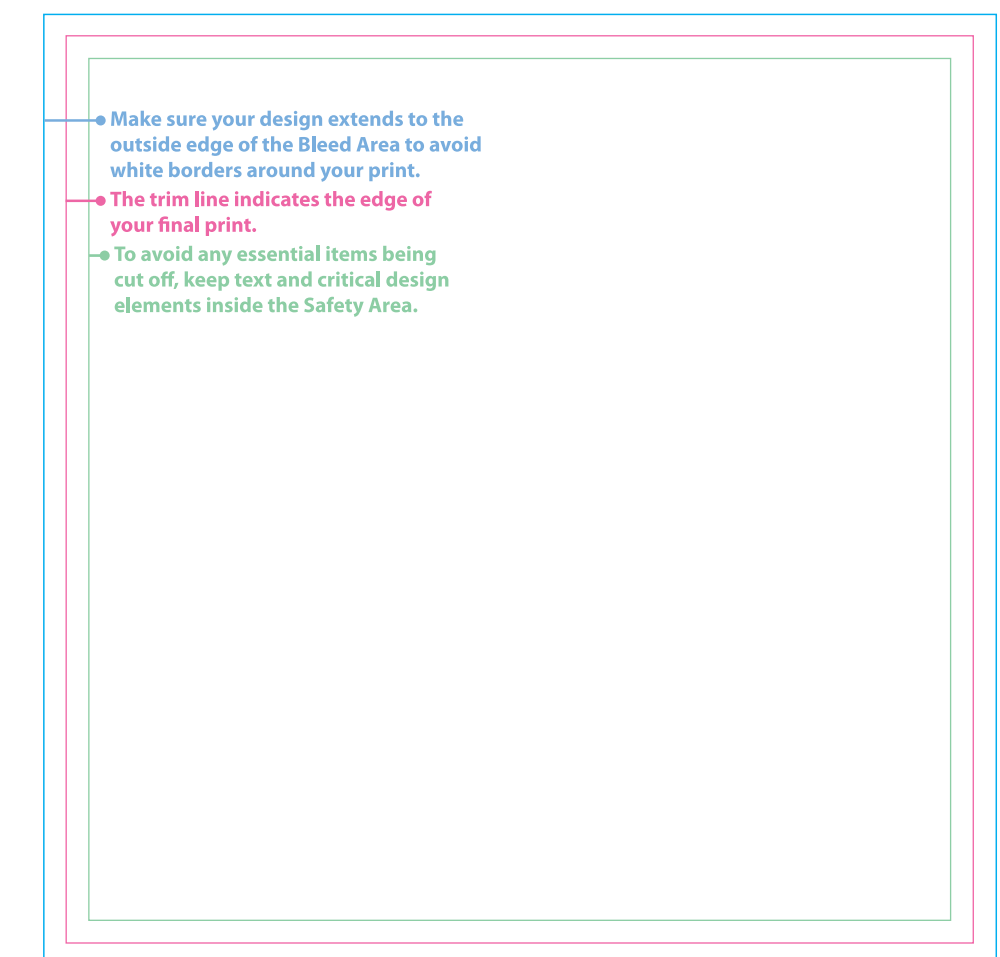 Make sure your design extends to the
outside edge of the Bleed Area to avoid
white borders around your print.
The trim line indicates the edge of
your final print.
To avoid any essential items being
cut off, keep text and critical design
elements inside the Safety Area.